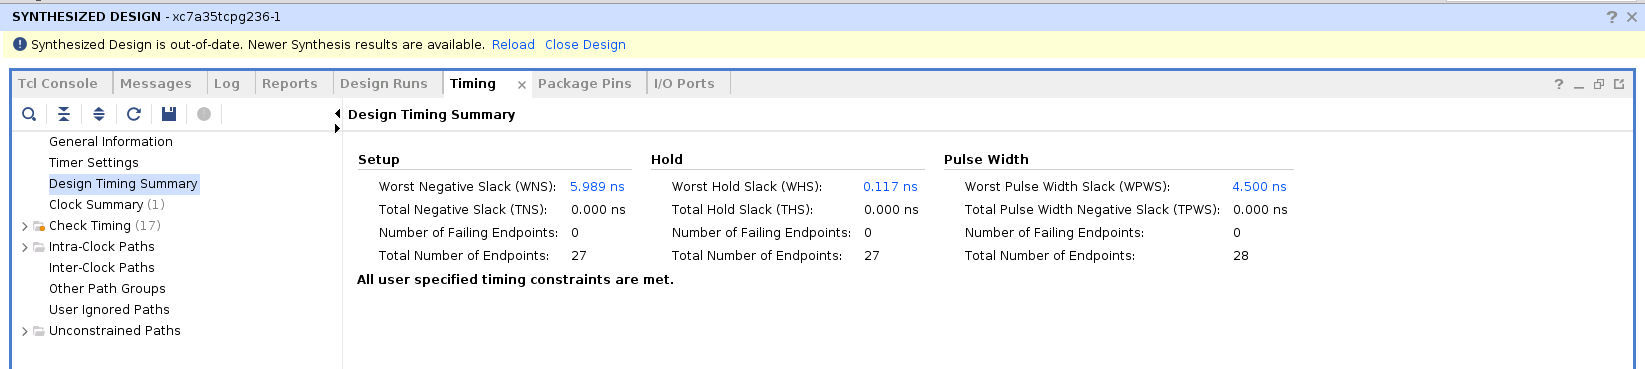 SYNTHESIZED DESIGN - xc7a35tcpg236-1
Synthesized Design is out-of-date. Newer Synthesis results are available. Reload Close Design
Tcl Console Messages Log Reports Design Runs Timing Package Pins I/O Ports
Design Timing Summary
General Information
Timer Settings
Design Timing Summary
Clock Summary (1)
Check Timing (17)
Intra-Clock Paths
Inter-Clock Paths
Other Path Groups
User Ignored Paths
Unconstrained Paths
Setup
Worst Negative Slack (WNS): 5.989 ns
Total Negative Slack (TNS): 0.000 ns
Number of Failing Endpoints: 0
Total Number of Endpoints: 27
Hold
Worst Hold Slack (WHS): 0.117 ns
Total Hold Slack (THS): 0.000 ns
Number of Failing Endpoints: 0
Total Number of Endpoints: 27
Pulse Width
Worst Pulse Width Slack (WPWS): 4.500 ns
Total Pulse Width Negative Slack (TPWS): 0.000 ns
Number of Failing Endpoints: 0
Total Number of Endpoints: 28
All user specified timing constraints are met.